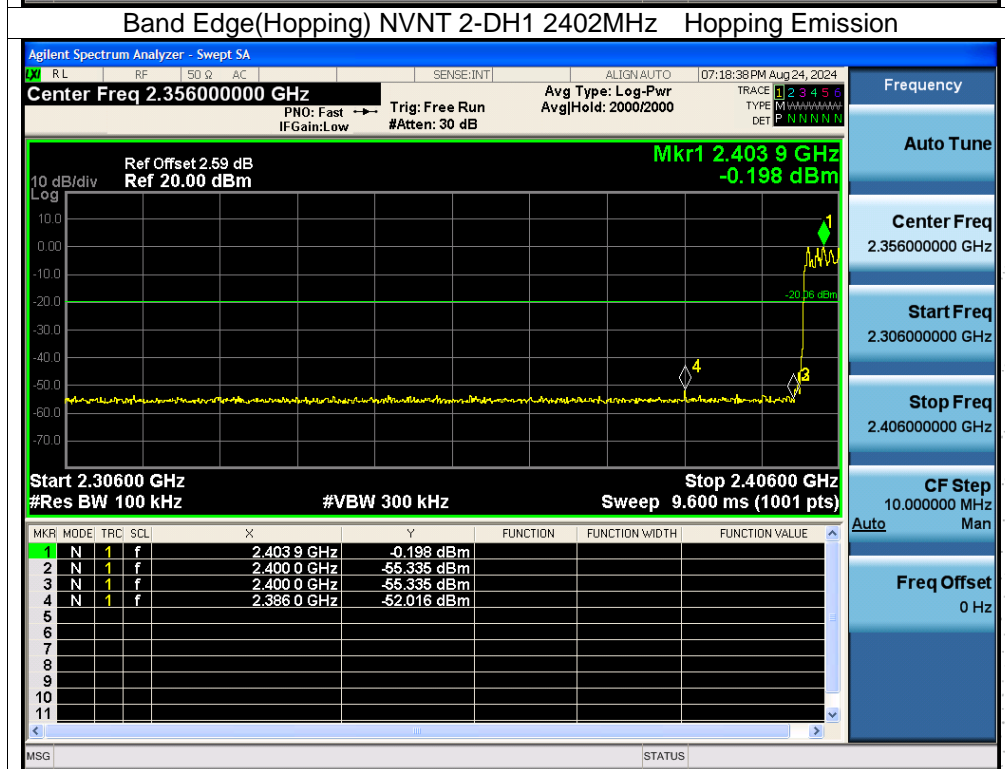 Band Edge(Hopping) NVNT 2-DH1 2402MHz Hopping Emission
Agilent Spectrum Analyzer - Swept SA
LXI RL RF 50 Ω AC SENSE:INT ALIGN AUTO 07:18:38 PM Aug 24, 2024
Center Freq 2.356000000 GHz
PNO: Fast
IFGain:Low
Trig: Free Run
#Atten: 30 dB
Avg Type: Log-Pwr
Avg|Hold: 2000/2000
TRACE 1 2 3 4 5 6
TYPE M
DET P N N N N N
Ref Offset 2.59 dB
10 dB/div Ref 20.00 dBm
Log
Mkr1 2.403 9 GHz
-0.198 dBm
10.0
0.00
-10.0
-20.0
-30.0
-40.0
-50.0
-60.0
-70.0
1
-20.06 dBm
4
3
Start 2.30600 GHz Stop 2.40600 GHz
#Res BW 100 kHz #VBW 300 kHz Sweep 9.600 ms (1001 pts)
MKR MODE TRC SCL X Y FUNCTION FUNCTION WIDTH FUNCTION VALUE
1 N 1 f 2.403 9 GHz -0.198 dBm
2 N 1 f 2.400 0 GHz -55.335 dBm
3 N 1 f 2.400 0 GHz -55.335 dBm
4 N 1 f 2.386 0 GHz -52.016 dBm
5
6
7
8
9
10
11
MSG STATUS
Frequency
Auto Tune
Center Freq
2.356000000 GHz
Start Freq
2.306000000 GHz
Stop Freq
2.406000000 GHz
CF Step
10.000000 MHz
Auto Man
Freq Offset
0 Hz